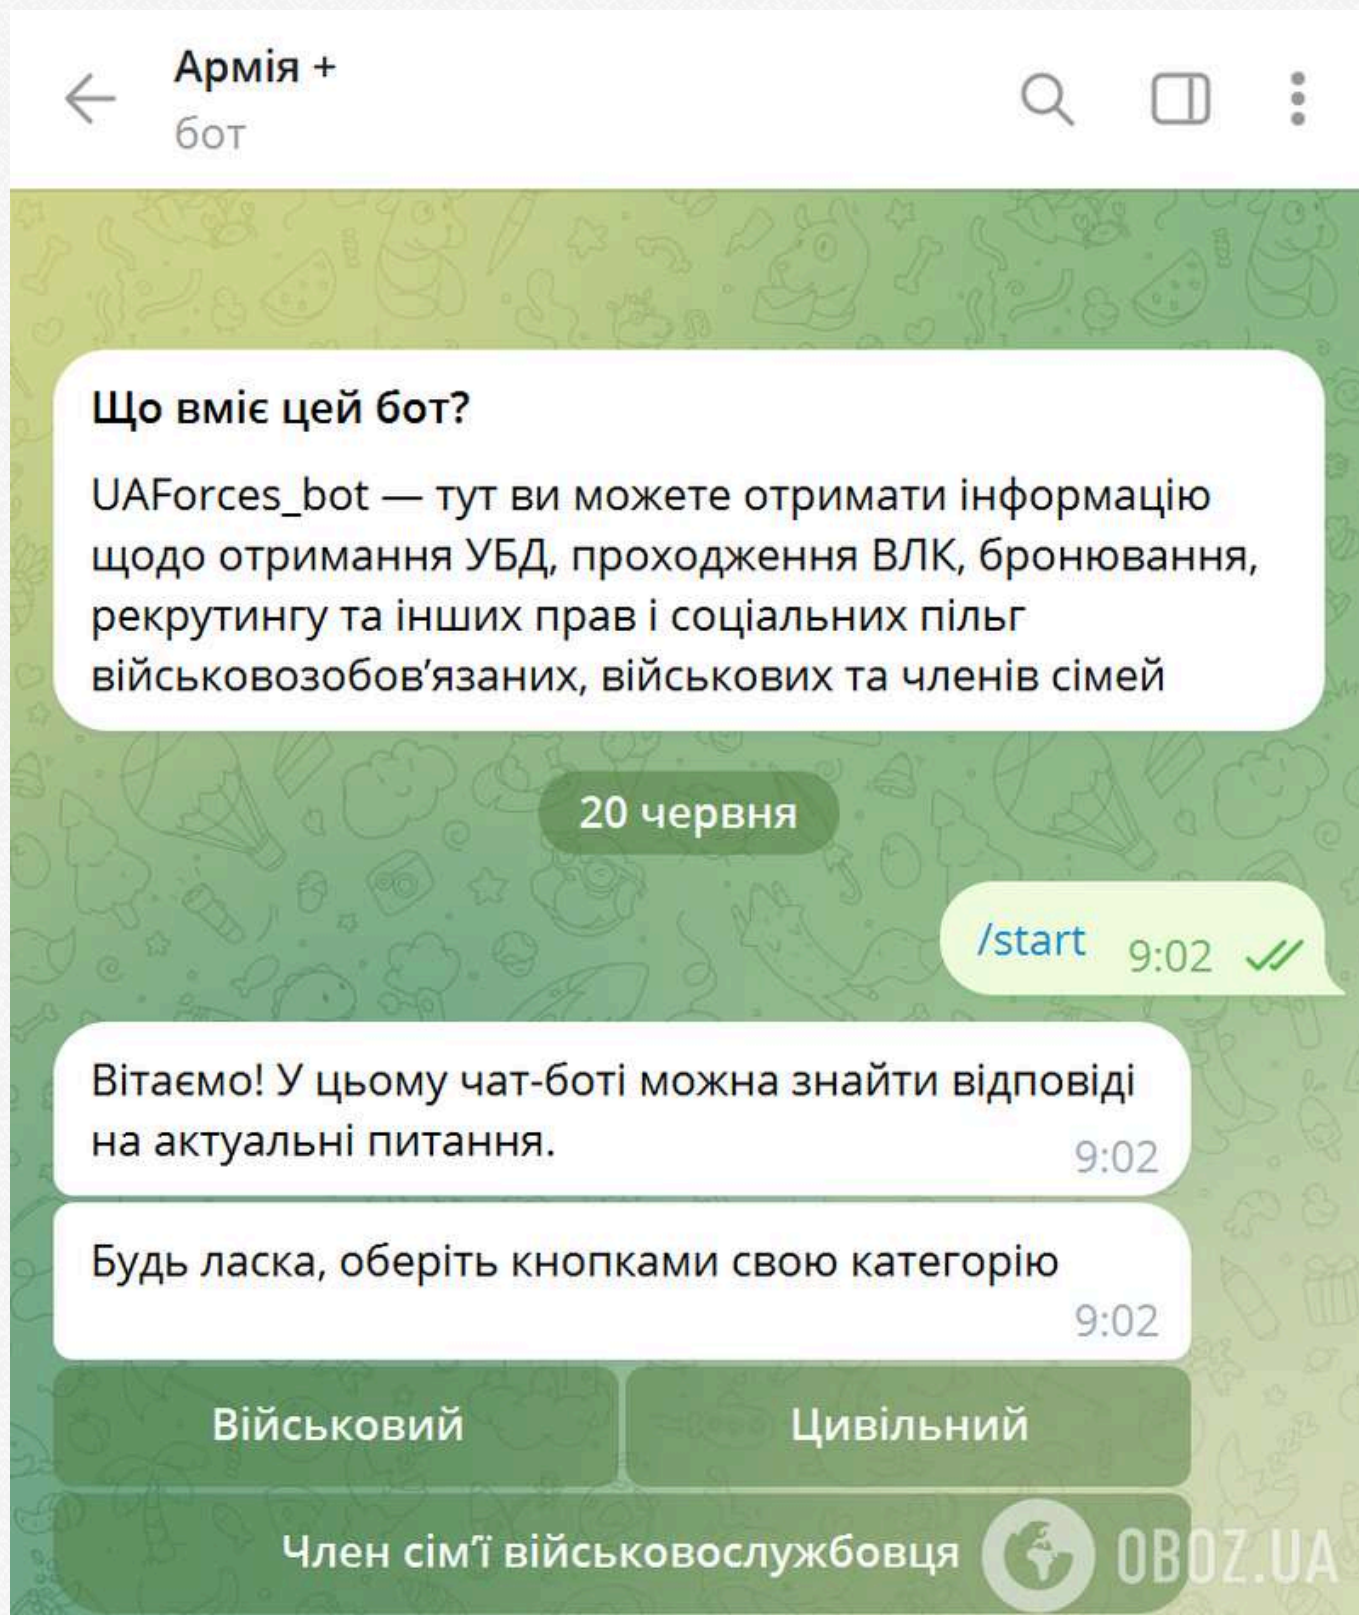 Армія +
бот
Що вміє цей бот?
UAForces_bot — тут ви можете отримати інформацію
щодо отримання УБД, проходження ВЛК, бронювання,
рекрутингу та інших прав і соціальних пільг
військовозобов’язаних, військових та членів сімей
20 червня
/start 9:02
Вітаємо! У цьому чат-боті можна знайти відповіді
на актуальні питання.
9:02
Будь ласка, оберіть кнопками свою категорію
9:02
Військовий
Цивільний
Член сім’ї військовослужбовця
OBOZ.UA